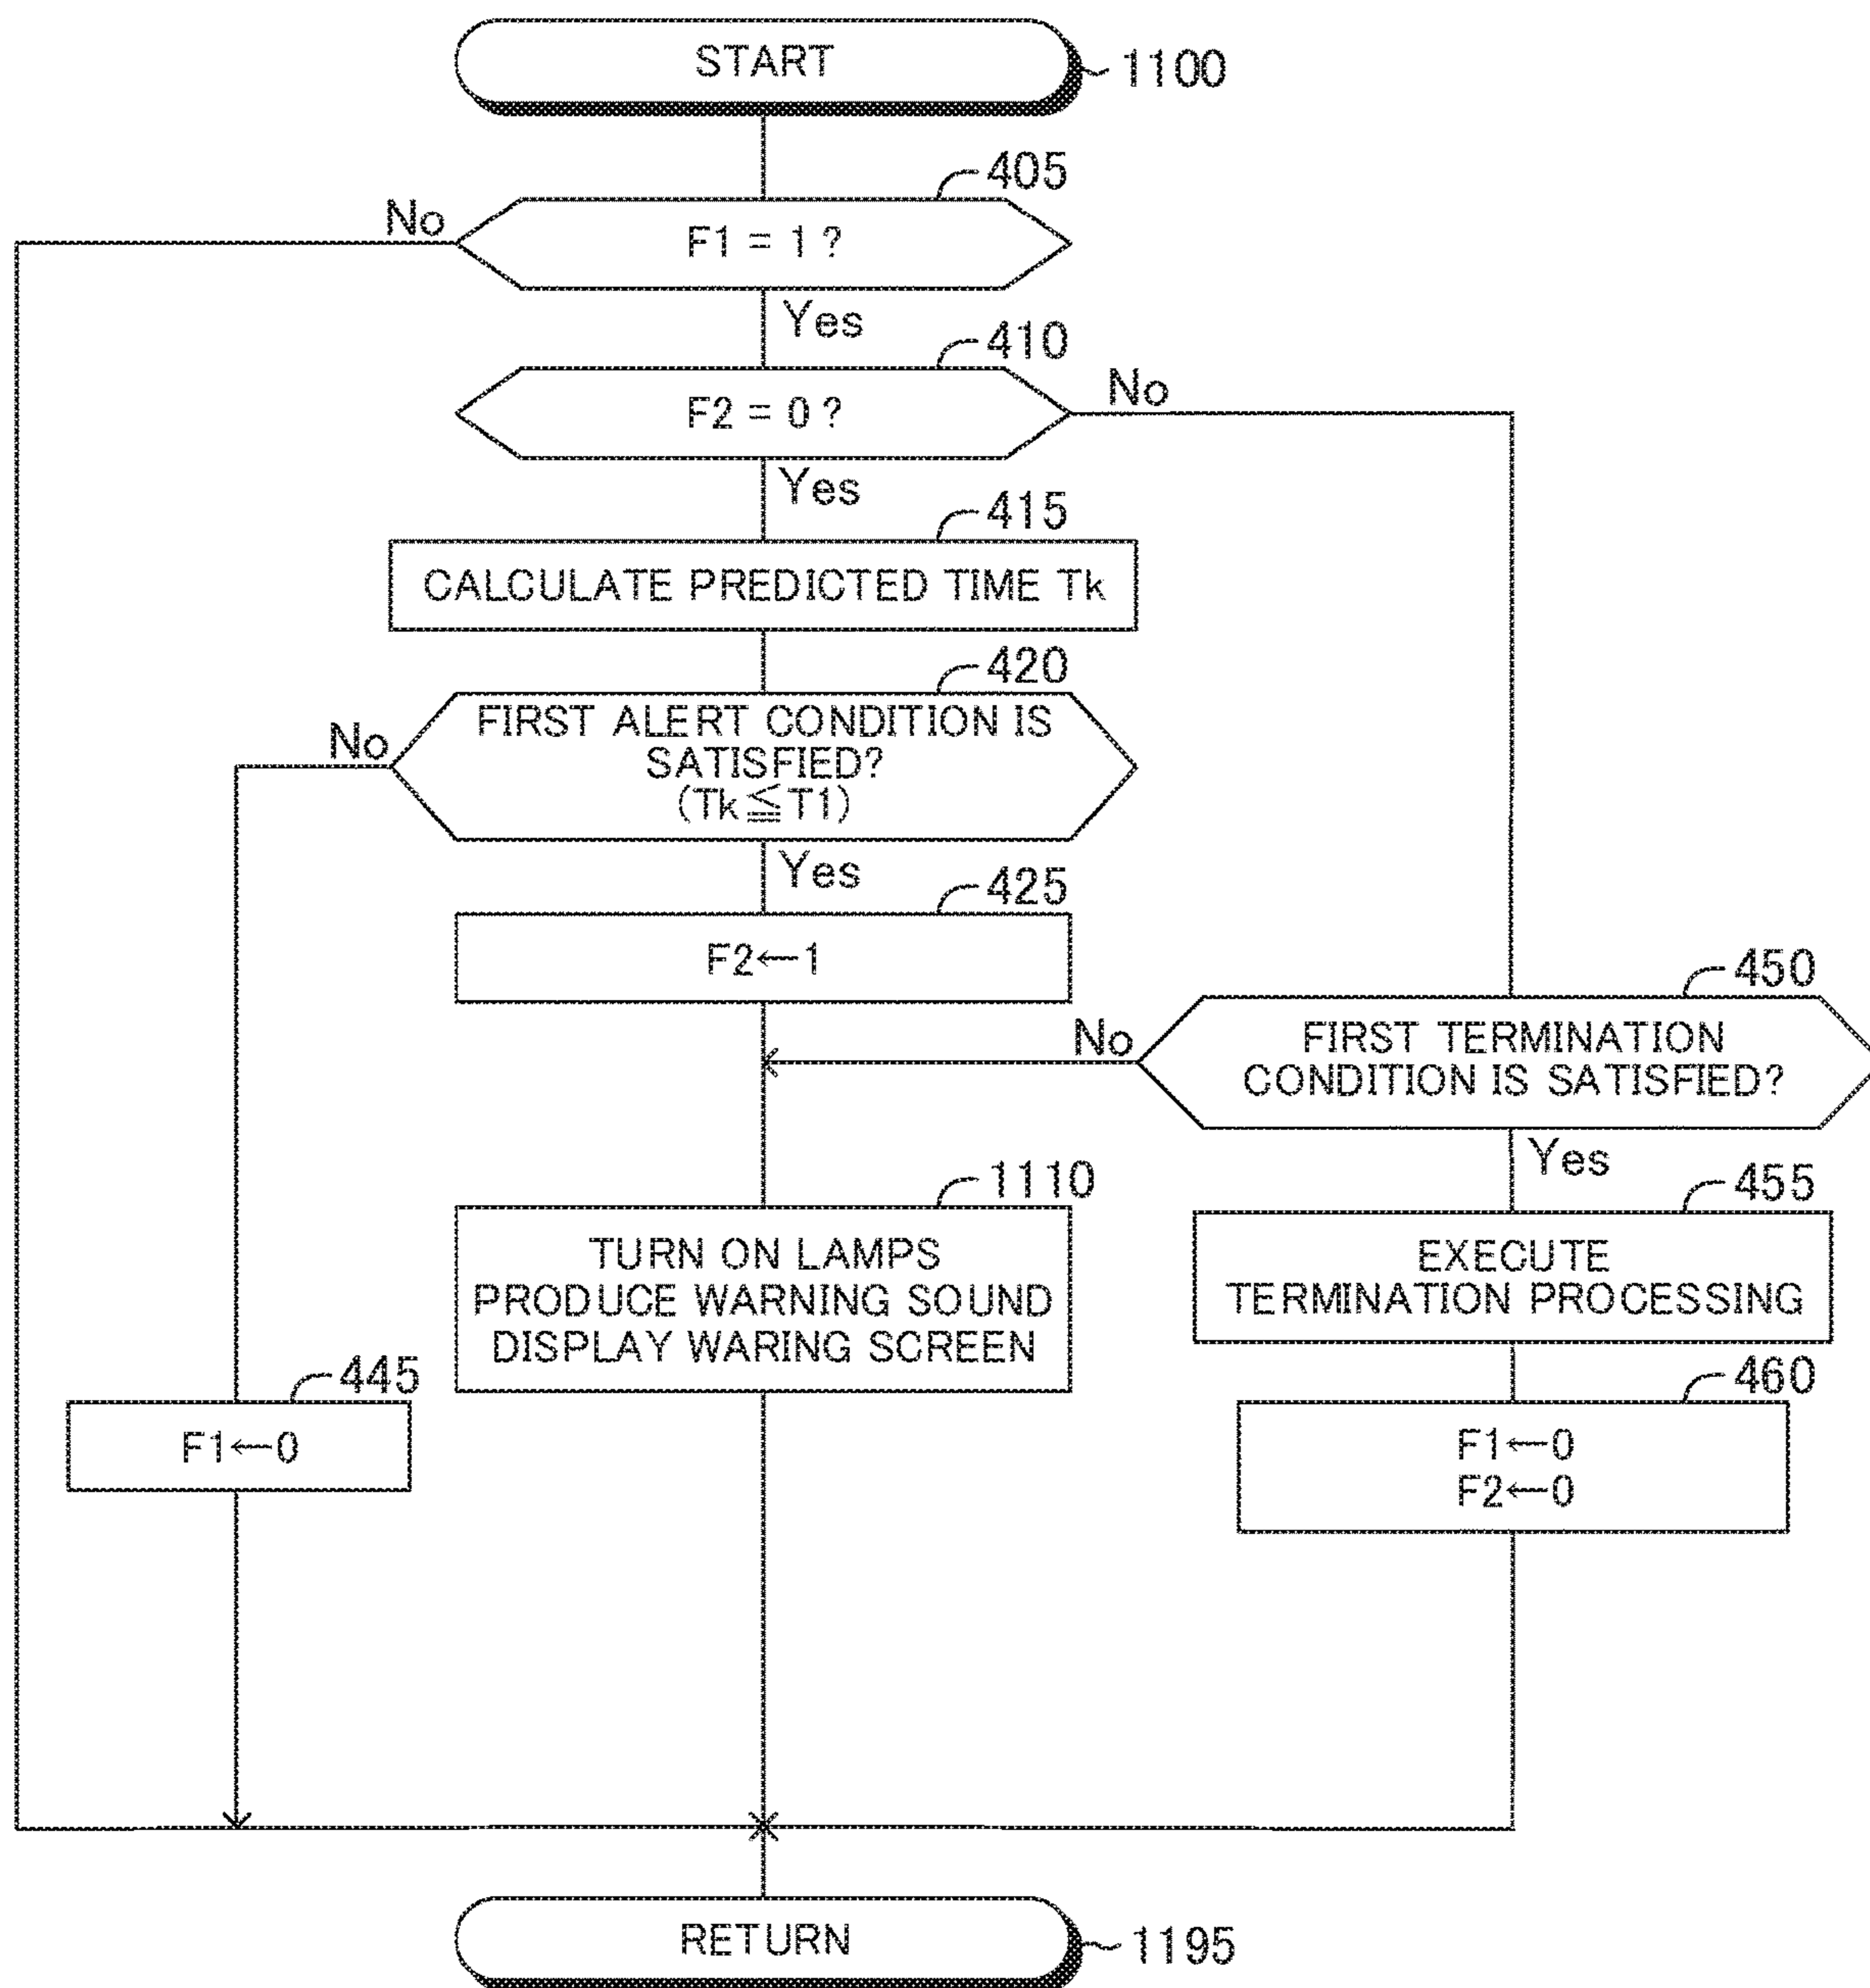 START
1100
405
No
F1 = 1 ?
Yes
410
No
F2 = 0 ?
Yes
415
CALCULATE PREDICTED TIME Tk
420
No
FIRST ALERT CONDITION IS
SATISFIED?
(Tk≦T1)
Yes
425
F2←1
450
No
FIRST TERMINATION
CONDITION IS SATISFIED?
Yes
1110
455
TURN ON LAMPS
PRODUCE WARNING SOUND
DISPLAY WARING SCREEN
EXECUTE
TERMINATION PROCESSING
445
460
F1←0
F1←0
F2←0
RETURN
1195